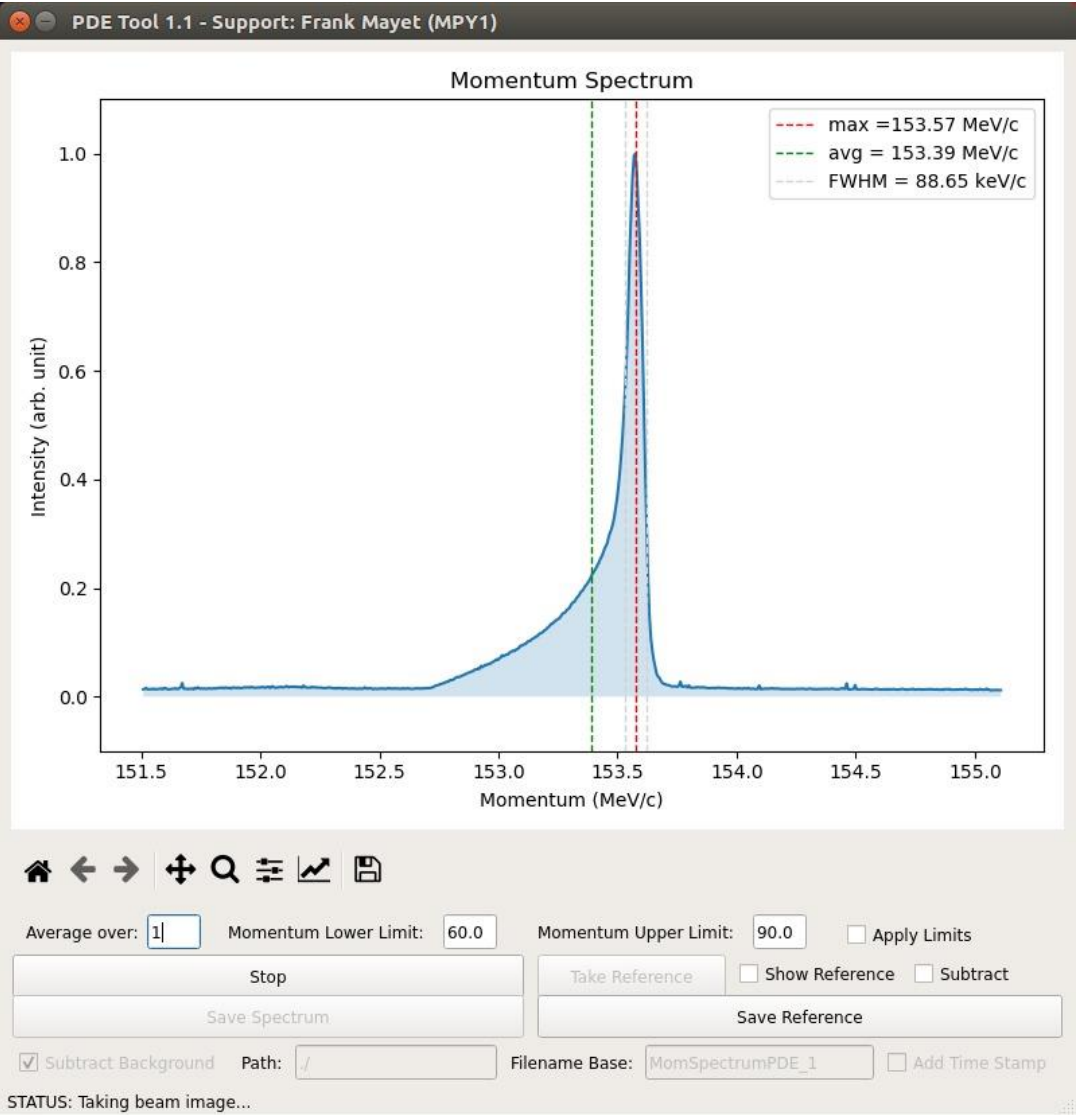 PDE Tool 1.1 - Support: Frank Mayet (MPY1)
Momentum Spectrum
max =153.57 MeV/c
avg = 153.39 MeV/c
FWHM = 88.65 keV/c
1.0
0.8
0.6
0.4
0.2
0.0
Intensity (arb. unit)
151.5 152.0 152.5 153.0 153.5 154.0 154.5 155.0
Momentum (MeV/c)
Average over: 1 Momentum Lower Limit: 60.0 Momentum Upper Limit: 90.0 Apply Limits
Stop Take Reference Show Reference Subtract
Save Spectrum Save Reference
Subtract Background Path: ./ Filename Base: MomSpectrumPDE_1 Add Time Stamp
STATUS: Taking beam image...